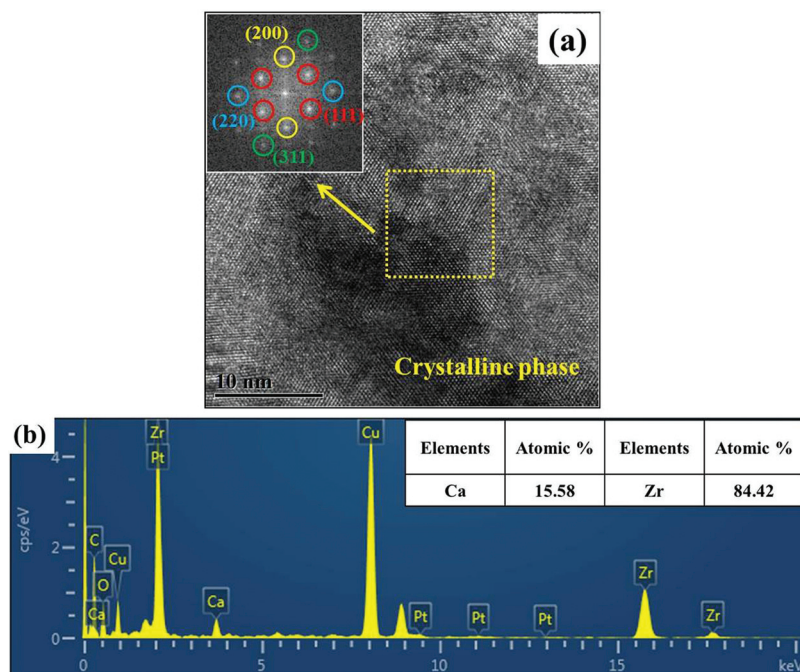 (a)
(200)
(220)
(111)
(311)
Crystalline phase
10 nm
(b)
Elements Atomic % Elements Atomic %
Ca 15.58 Zr 84.42
cps/eV
4
2
0
C
O
Ca
Cu
Zr
Pt
Ca
Cu
Pt
Pt
Pt
Zr
Zr
0 5 10 15 keV